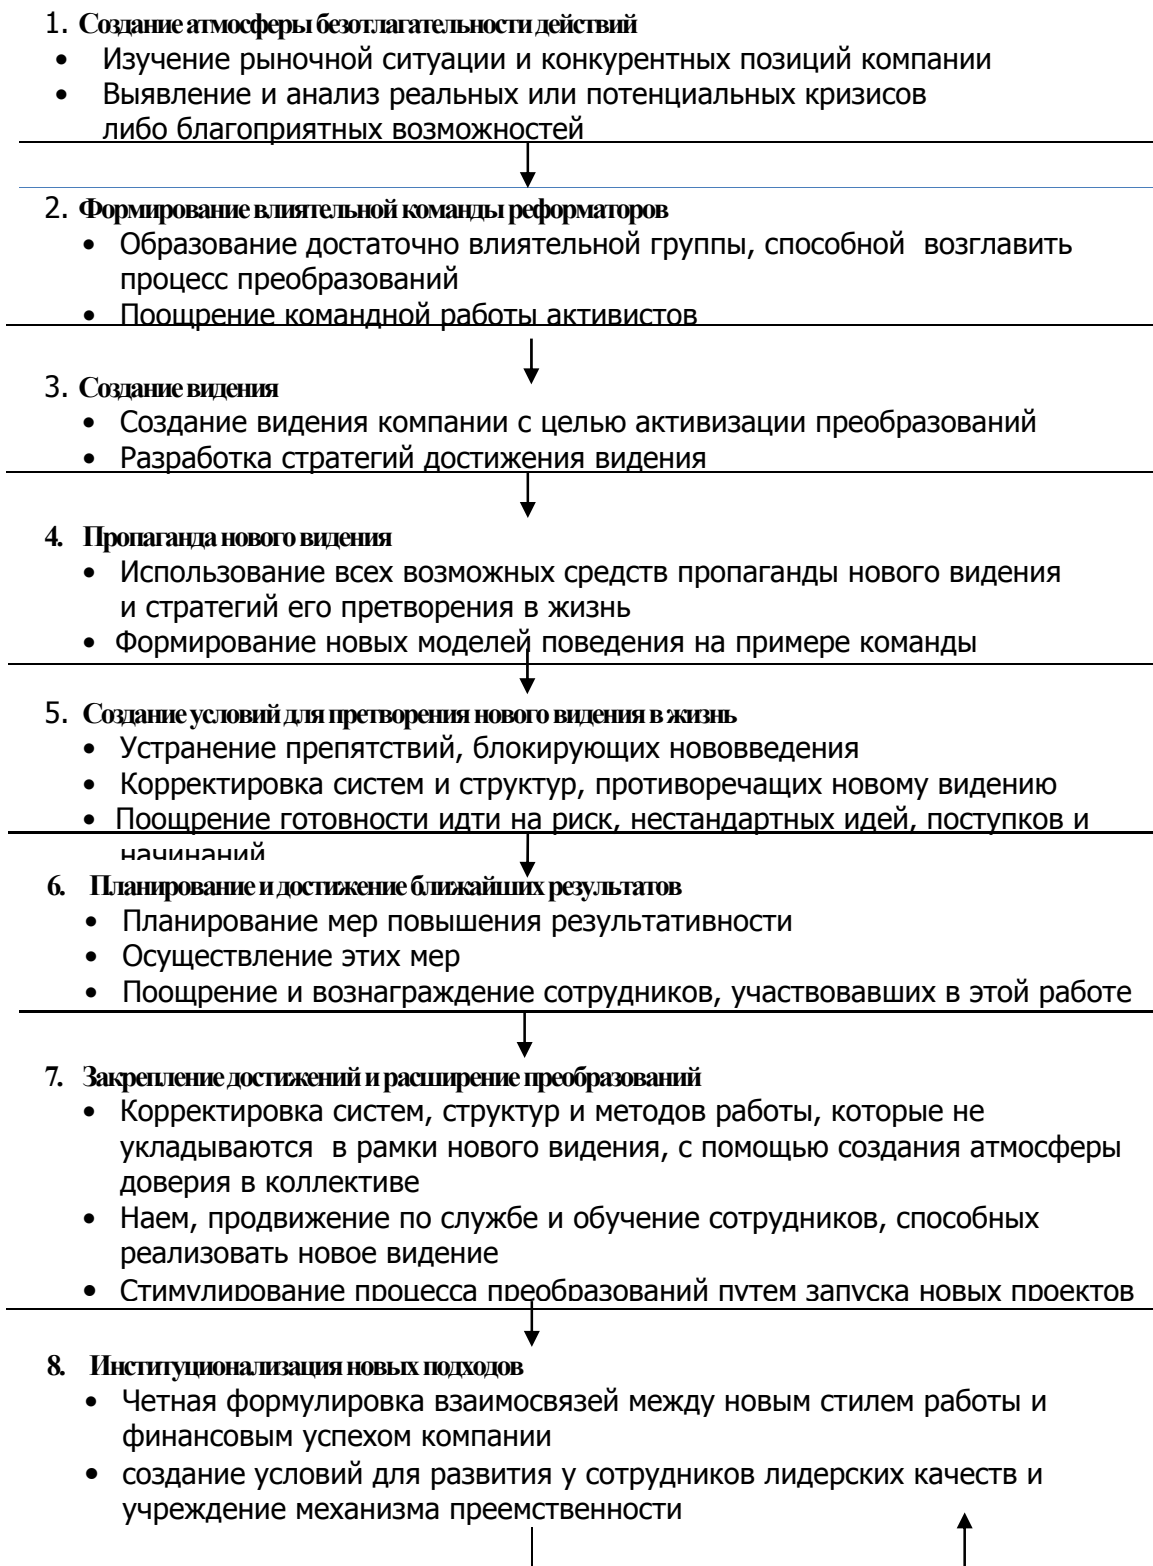 1. Создание атмосферы безотлагательности действий
• Изучение рыночной ситуации и конкурентных позиций компании
• Выявление и анализ реальных или потенциальных кризисов
либо благоприятных возможностей
2. Формирование влиятельной команды реформаторов
• Образование достаточно влиятельной группы, способной возглавить
процесс преобразований
• Поощрение командной работы активистов
3. Создание видения
• Создание видения компании с целью активизации преобразований
• Разработка стратегий достижения видения
4. Пропаганда нового видения
• Использование всех возможных средств пропаганды нового видения
и стратегий его претворения в жизнь
• Формирование новых моделей поведения на примере команды
5. Создание условий для претворения нового видения в жизнь
• Устранение препятствий, блокирующих нововведения
• Корректировка систем и структур, противоречащих новому видению
• Поощрение готовности идти на риск, нестандартных идей, поступков и
начинаний
6. Планирование и достижение ближайших результатов
• Планирование мер повышения результативности
• Осуществление этих мер
• Поощрение и вознаграждение сотрудников, участвовавших в этой работе
7. Закрепление достижений и расширение преобразований
• Корректировка систем, структур и методов работы, которые не
укладываются в рамки нового видения, с помощью создания атмосферы
доверия в коллективе
• Наем, продвижение по службе и обучение сотрудников, способных
реализовать новое видение
• Стимулирование процесса преобразований путем запуска новых проектов
8. Институционализация новых подходов
• Четная формулировка взаимосвязей между новым стилем работы и
финансовым успехом компании
• создание условий для развития у сотрудников лидерских качеств и
учреждение механизма преемственности